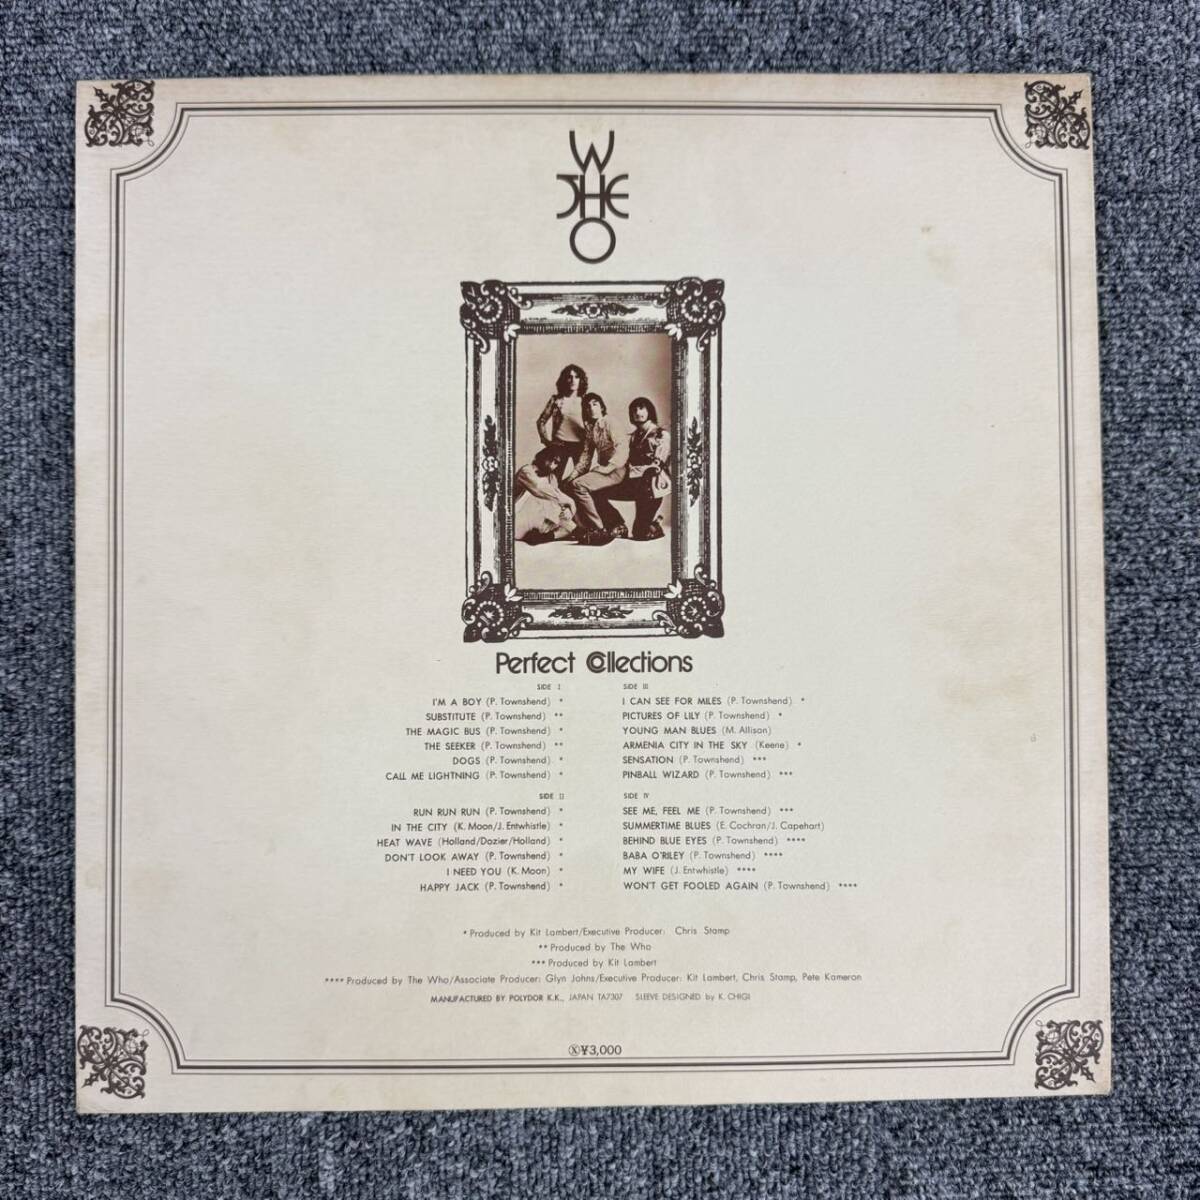 W
THE
O
Perfect Collections
SIDE I
I'M A BOY (P. Townshend) *
SUBSTITUTE (P. Townshend) **
THE MAGIC BUS (P. Townshend) *
THE SEEKER (P. Townshend) **
DOGS (P. Townshend) *
CALL ME LIGHTNING (P. Townshend) *
SIDE II
RUN RUN RUN (P. Townshend) *
IN THE CITY (K. Moon/J. Entwhistle) *
HEAT WAVE (Holland/Dozier/Holland) *
DON'T LOOK AWAY (P. Townshend) *
I NEED YOU (K. Moon) *
HAPPY JACK (P. Townshend) *
SIDE III
I CAN SEE FOR MILES (P. Townshend) *
PICTURES OF LILY (P. Townshend) *
YOUNG MAN BLUES (M. Allison)
ARMENIA CITY IN THE SKY (Keene) *
SENSATION (P. Townshend) ***
PINBALL WIZARD (P. Townshend) ***
SIDE IV
SEE ME, FEEL ME (P. Townshend) ***
SUMMERTIME BLUES (E. Cochran/J. Capehart)
BEHIND BLUE EYES (P. Townshend) ****
BABA O'RILEY (P. Townshend) ****
MY WIFE (J. Entwhistle) ****
WON'T GET FOOLED AGAIN (P. Townshend) ****
* Produced by Kit Lambert/Executive Producer: Chris Stamp
** Produced by The Who
*** Produced by Kit Lambert
**** Produced by The Who/Associate Producer: Glyn Johns/Executive Producer: Kit Lambert, Chris Stamp, Pete Kameron
MANUFACTURED BY POLYDOR K.K., JAPAN TA7307 SLEEVE DESIGNED by K. CHIGI
Ⓧ¥3,000